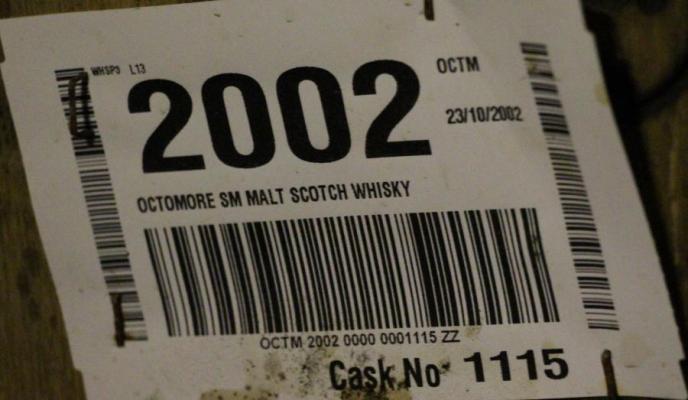 WHSP3 L13
2002
OCTM
23/10/2002
OCTOMORE SM MALT SCOTCH WHISKY
OCTM 2002 0000 0001115 ZZ
Cask No 1115